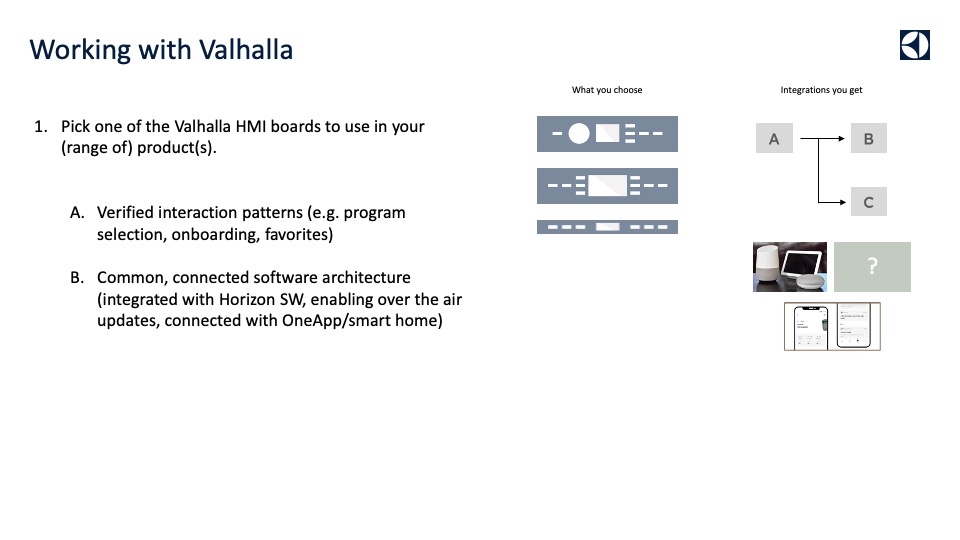 Working with Valhalla
What you choose
Integrations you get
1. Pick one of the Valhalla HMI boards to use in your
(range of) product(s).
A. Verified interaction patterns (e.g. program
selection, onboarding, favorites)
B. Common, connected software architecture
(integrated with Horizon SW, enabling over the air
updates, connected with OneApp/smart home)
A
B
C
?